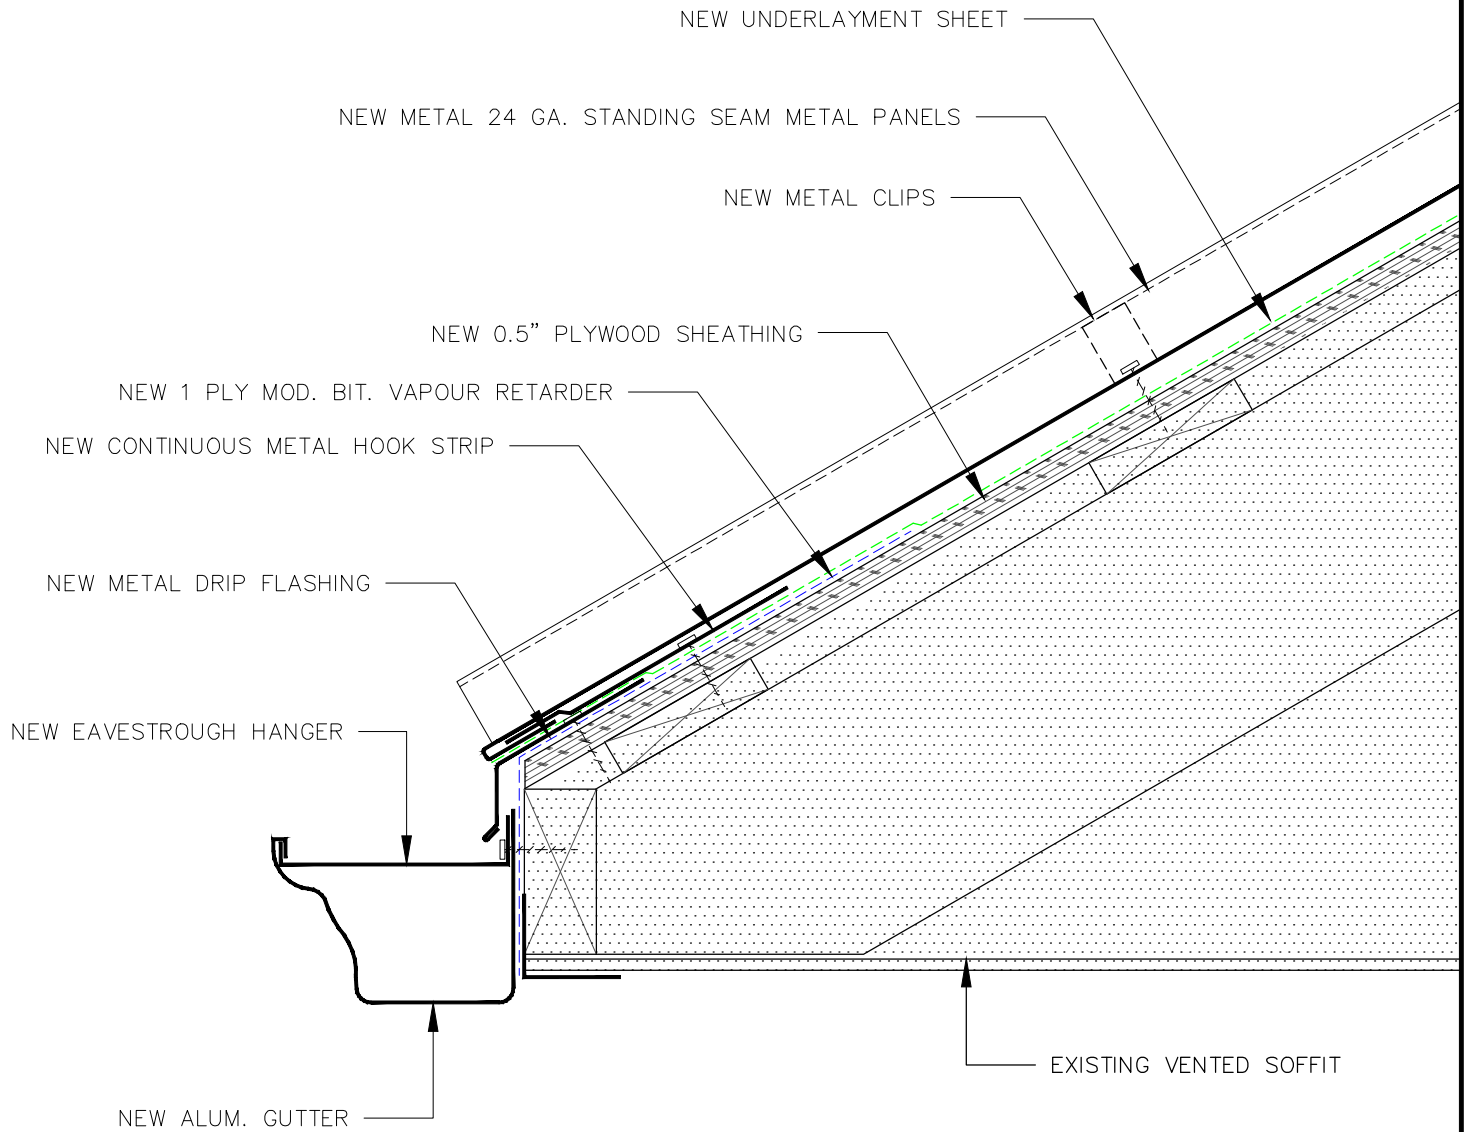 NEW UNDERLAYMENT SHEET
NEW METAL 24 GA. STANDING SEAM METAL PANELS
NEW METAL CLIPS
NEW 0.5” PLYWOOD SHEATHING
NEW 1 PLY MOD. BIT. VAPOUR RETARDER
NEW CONTINUOUS METAL HOOK STRIP
NEW METAL DRIP FLASHING
NEW EAVESTROUGH HANGER
EXISTING VENTED SOFFIT
NEW ALUM. GUTTER